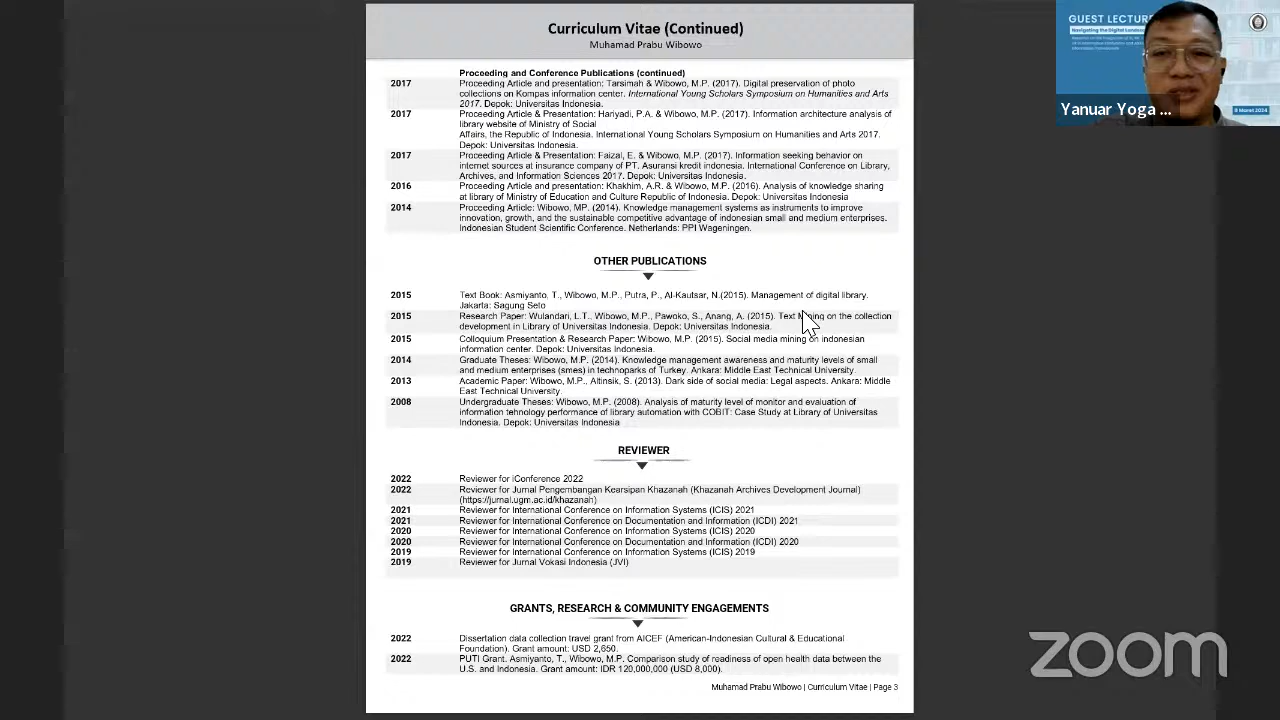 Curriculum Vitae (Continued)
Muhamad Prabu Wibowo
Proceeding and Conference Publications (continued)
2017 Proceeding Article and presentation: Tarsimah & Wibowo, M.P. (2017). Digital preservation of photo
collections on Kompas information center. International Young Scholars Symposium on Humanities and Arts
2017. Depok: Universitas Indonesia.
2017 Proceeding Article & Presentation: Hariyadi, P.A. & Wibowo, M.P. (2017). Information architecture analysis of
library website of Ministry of Social
Affairs, the Republic of Indonesia. International Young Scholars Symposium on Humanities and Arts 2017.
Depok: Universitas Indonesia.
2017 Proceeding Article & Presentation: Faizal, E. & Wibowo, M.P. (2017). Information seeking behavior on
internet sources at insurance company of PT. Asuransi kredit indonesia. International Conference on Library,
Archives, and Information Sciences 2017. Depok: Universitas Indonesia.
2016 Proceeding Article and presentation: Khakhim, A.R. & Wibowo, M.P. (2016). Analysis of knowledge sharing
at library of Ministry of Education and Culture Republic of Indonesia. Depok: Universitas Indonesia
2014 Proceeding Article: Wibowo, MP. (2014). Knowledge management systems as instruments to improve
innovation, growth, and the sustainable competitive advantage of indonesian small and medium enterprises.
Indonesian Student Scientific Conference. Netherlands: PPI Wageningen.
OTHER PUBLICATIONS
2015 Text Book: Asmiyanto, T., Wibowo, M.P., Putra, P., Al-Kautsar, N.(2015). Management of digital library.
Jakarta: Sagung Seto
2015 Research Paper: Wulandari, L.T., Wibowo, M.P., Pawoko, S., Anang, A. (2015). Text Mining on the collection
development in Library of Universitas Indonesia. Depok: Universitas Indonesia.
2015 Colloquium Presentation & Research Paper: Wibowo, M.P. (2015). Social media mining on indonesian
information center. Depok: Universitas Indonesia.
2014 Graduate Theses: Wibowo, M.P. (2014). Knowledge management awareness and maturity levels of small
and medium enterprises (smes) in technoparks of Turkey. Ankara: Middle East Technical University.
2013 Academic Paper: Wibowo, M.P., Altinsik, S. (2013). Dark side of social media: Legal aspects. Ankara: Middle
East Technical University.
2008 Undergraduate Theses: Wibowo, M.P. (2008). Analysis of maturity level of monitor and evaluation of
information tehnology performance of library automation with COBIT: Case Study at Library of Universitas
Indonesia. Depok: Universitas Indonesia
REVIEWER
2022 Reviewer for iConference 2022
2022 Reviewer for Jurnal Pengembangan Kearsipan Khazanah (Khazanah Archives Development Journal)
(https://jurnal.ugm.ac.id/khazanah)
2021 Reviewer for International Conference on Information Systems (ICIS) 2021
2021 Reviewer for International Conference on Documentation and Information (ICDI) 2021
2020 Reviewer for International Conference on Information Systems (ICIS) 2020
2020 Reviewer for International Conference on Documentation and Information (ICDI) 2020
2019 Reviewer for International Conference on Information Systems (ICIS) 2019
2019 Reviewer for Jurnal Vokasi Indonesia (JVI)
GRANTS, RESEARCH & COMMUNITY ENGAGEMENTS
2022 Dissertation data collection travel grant from AICEF (American-Indonesian Cultural & Educational
Foundation). Grant amount: USD 2,650.
2022 PUTI Grant. Asmiyanto, T., Wibowo, M.P. Comparison study of readiness of open health data between the
U.S. and Indonesia. Grant amount: IDR 120,000,000 (USD 8,000).
Muhamad Prabu Wibowo | Curriculum Vitae | Page 3
GUEST LECTUR
Navigating the Digital
Yanuar Yoga ...
8 Maret 2024
zoom